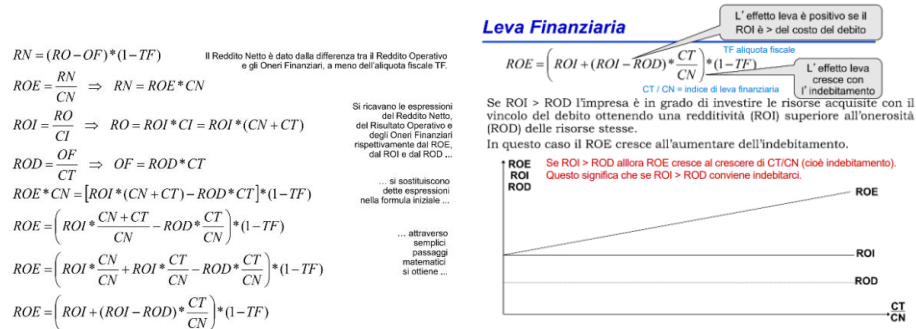 RN = (RO − OF) * (1 − TF)
Il Reddito Netto è dato dalla differenza tra il Reddito Operativo
e gli Oneri Finanziari, a meno dell'aliquota fiscale TF.
ROE = RN / CN ⇒ RN = ROE * CN
ROI = RO / CI ⇒ RO = ROI * CI = ROI * (CN + CT)
ROD = OF / CT ⇒ OF = ROD * CT
Si ricavano le espressioni
del Reddito Netto,
del Risultato Operativo e
degli Oneri Finanziari
rispettivamente dal ROE,
dal ROI e dal ROD ...
ROE * CN = [ROI * (CN + CT) − ROD * CT] * (1 − TF)
... si sostituiscono
dette espressioni
nella formula iniziale ...
ROE = (ROI * (CN + CT) / CN − ROD * CT / CN) * (1 − TF)
ROE = (ROI * CN / CN + ROI * CT / CN − ROD * CT / CN) * (1 − TF)
... attraverso
semplici
passaggi
matematici
si ottiene ...
ROE = (ROI + (ROI − ROD) * CT / CN) * (1 − TF)
Leva Finanziaria
L' effetto leva è positivo se il
ROI è > del costo del debito
ROE = (ROI + (ROI − ROD) * CT / CN) * (1 − TF)
TF aliquota fiscale
L' effetto leva
cresce con
l' indebitamento
CT / CN = indice di leva finanziaria
Se ROI > ROD l'impresa è in grado di investire le risorse acquisite con il
vincolo del debito ottenendo una redditività (ROI) superiore all'onerosità
(ROD) delle risorse stesse.
In questo caso il ROE cresce all'aumentare dell'indebitamento.
ROE
ROI
ROD
Se ROI > ROD alllora ROE cresce al crescere di CT/CN (cioè indebitamento).
Questo significa che se ROI > ROD conviene indebitarci.
ROE
ROI
ROD
CT
CN